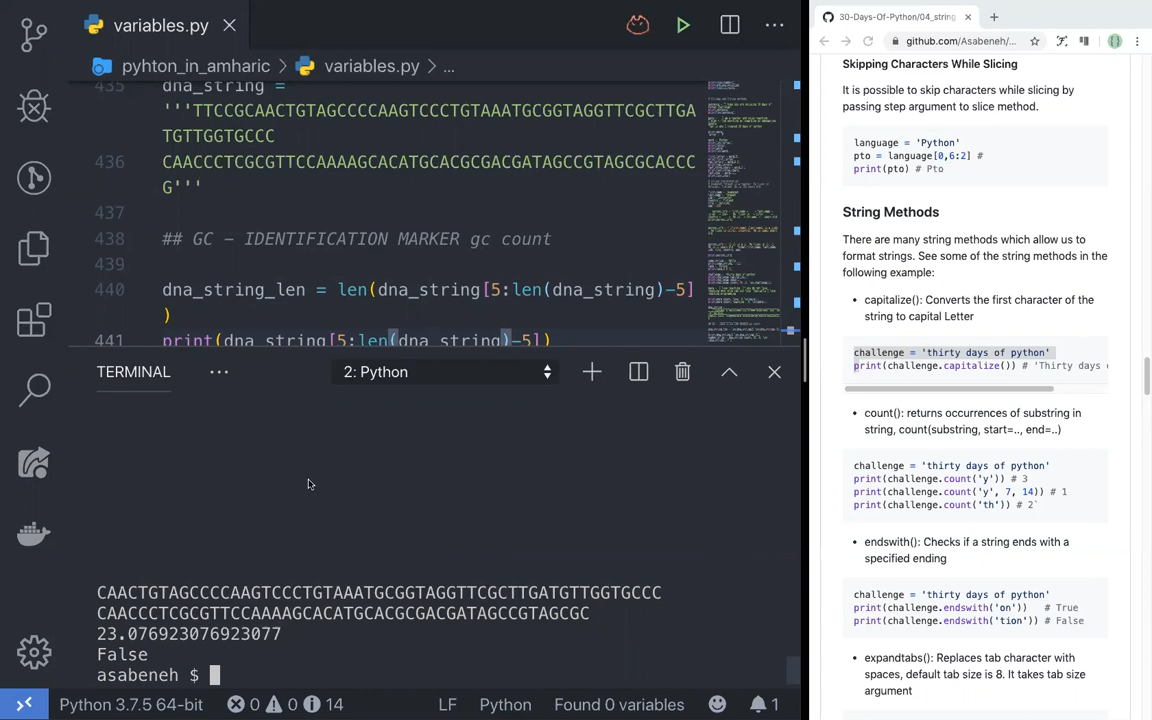 variables.py
pyhton_in_amharic > variables.py > ...
435
dna_string =
'''TTCCGCAACTGTAGCCCCAAGTCCCTGTAAATGCGGTAGGTTCGCTTGA
TGTTGGTGCCC
436 CAACCCTCGCGTTCCAAAAGCACATGCACGCGACGATAGCCGTAGCGCACCC
G'''
437
438 ## GC - IDENTIFICATION MARKER gc count
439
440 dna_string_len = len(dna_string[5:len(dna_string)-5]
)
441 print(dna_string[5:len(dna_string)-5])
TERMINAL ... 2: Python
CAACTGTAGCCCCAAGTCCCTGTAAATGCGGTAGGTTCGCTTGATGTTGGTGCCC
CAACCCTCGCGTTCCAAAAGCACATGCACGCGACGATAGCCGTAGCGC
23.076923076923077
False
asabeneh $
Python 3.7.5 64-bit 0 0 14 LF Python Found 0 variables 1
30-Days-Of-Python/04_string
github.com/Asabeneh/...
Skipping Characters While Slicing
It is possible to skip characters while slicing by
passing step argument to slice method.
language = 'Python'
pto = language[0,6:2] #
print(pto) # Pto
String Methods
There are many string methods which allow us to
format strings. See some of the string methods in the
following example:
• capitalize(): Converts the first character of the
string to capital Letter
challenge = 'thirty days of python'
print(challenge.capitalize()) # 'Thirty days
• count(): returns occurrences of substring in
string, count(substring, start=.., end=..)
challenge = 'thirty days of python'
print(challenge.count('y')) # 3
print(challenge.count('y', 7, 14)) # 1
print(challenge.count('th')) # 2`
• endswith(): Checks if a string ends with a
specified ending
challenge = 'thirty days of python'
print(challenge.endswith('on')) # True
print(challenge.endswith('tion')) # False
• expandtabs(): Replaces tab character with
spaces, default tab size is 8. It takes tab size
argument